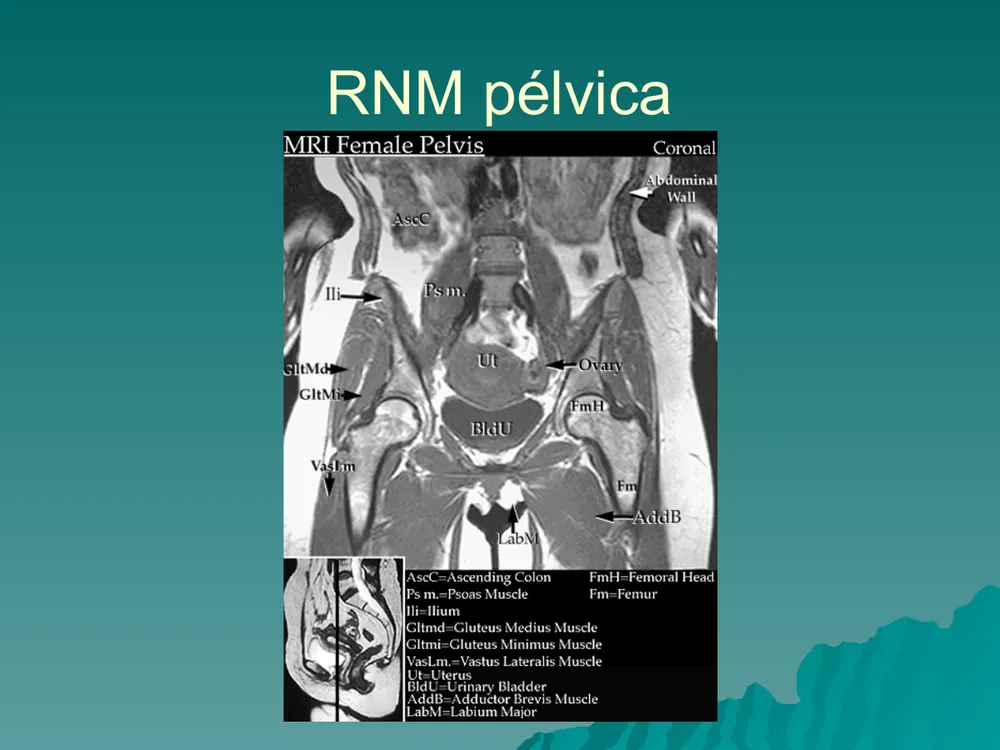 RNM pélvica
MRI Female Pelvis
Coronal
Abdominal
Wall
AscC
Ili
Ps m.
Ut
Ovary
GltMd
GltMi
FmH
BldU
VasLm
Fm
AddB
LabM
AscC=Ascending Colon
Ps m.=Psoas Muscle
Ili=Ilium
Gltmd=Gluteus Medius Muscle
Gltmi=Gluteus Minimus Muscle
VasLm.=Vastus Lateralis Muscle
Ut=Uterus
BldU=Urinary Bladder
AddB=Adductor Brevis Muscle
LabM=Labium Major
FmH=Femoral Head
Fm=Femur